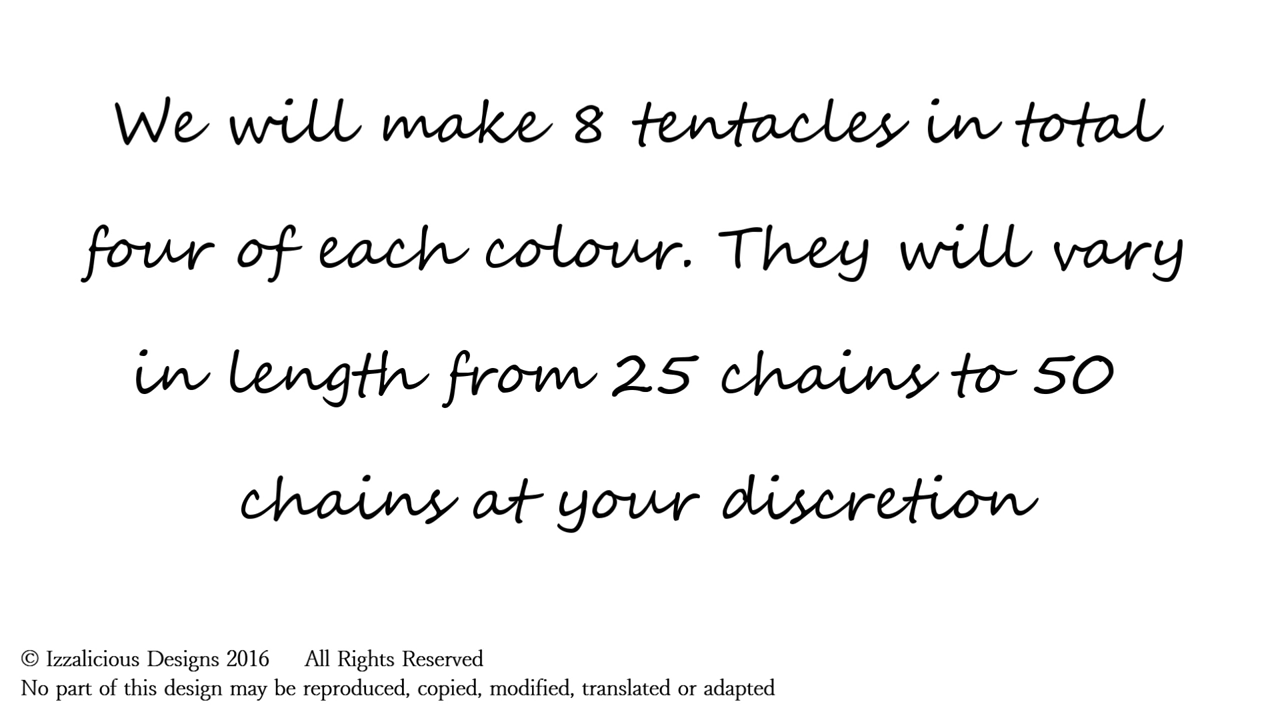 We will make 8 tentacles in total
four of each colour. They will vary
in length from 25 chains to 50
chains at your discretion
© Izzalicious Designs 2016 All Rights Reserved
No part of this design may be reproduced, copied, modified, translated or adapted